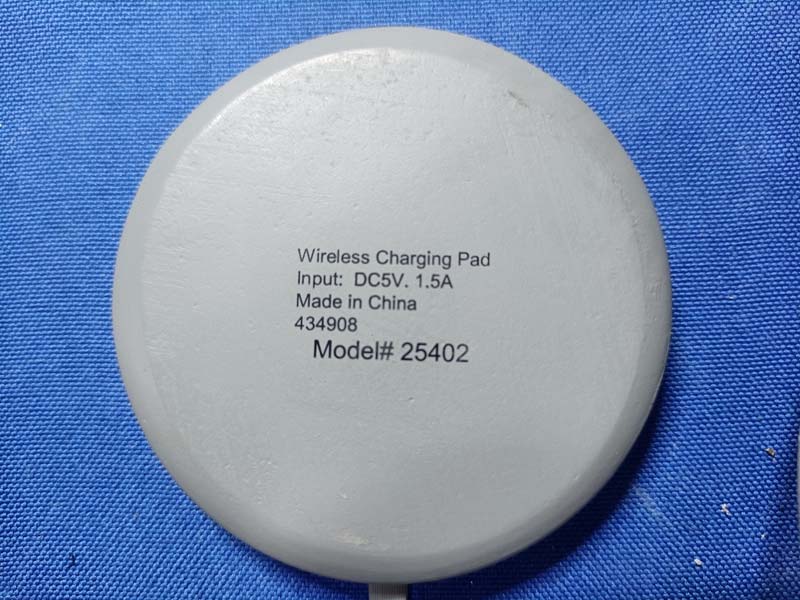 Wireless Charging Pad
Input: DC5V. 1.5A
Made in China
434908
Model# 25402